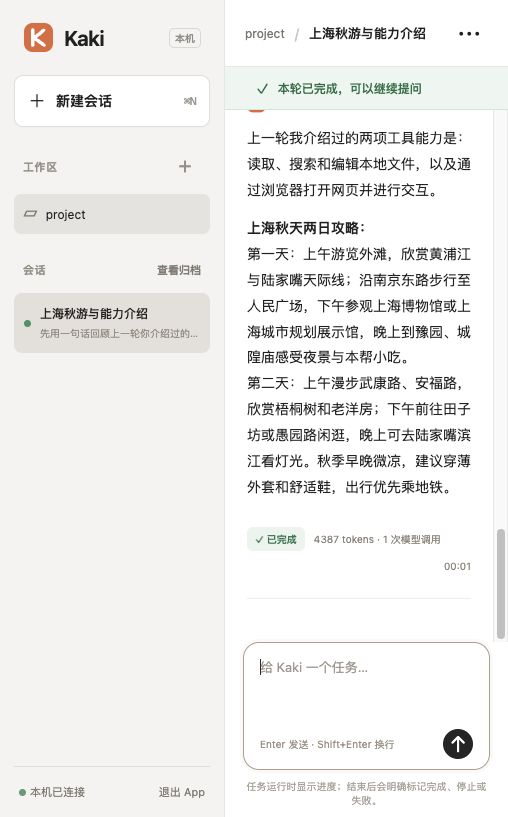 Kaki
本机
新建会话
⌘N
工作区
project
会话
查看归档
上海秋游与能力介绍
先用一句话回顾上一轮你介绍过的...
本机已连接
退出 App
project / 上海秋游与能力介绍
本轮已完成，可以继续提问
上一轮我介绍过的两项工具能力是：
读取、搜索和编辑本地文件，以及通
过浏览器打开网页并进行交互。
上海秋天两日攻略：
第一天：上午游览外滩，欣赏黄浦江
与陆家嘴天际线；沿南京东路步行至
人民广场，下午参观上海博物馆或上
海城市规划展示馆，晚上到豫园、城
隍庙感受夜景与本帮小吃。
第二天：上午漫步武康路、安福路，
欣赏梧桐树和老洋房；下午前往田子
坊或愚园路闲逛，晚上可去陆家嘴滨
江看灯光。秋季早晚微凉，建议穿薄
外套和舒适鞋，出行优先乘地铁。
已完成
4387 tokens · 1 次模型调用
00:01
给 Kaki 一个任务...
Enter 发送 · Shift+Enter 换行
任务运行时显示进度；结束后会明确标记完成、停止或
失败。